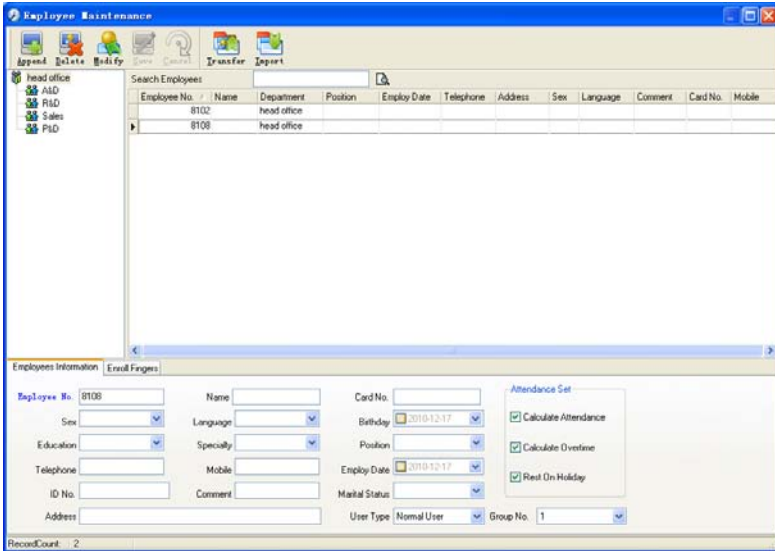 Employee Maintenance
Append Delete Modify Save Cancel Transfer Import
head office
A&D
R&D
Sales
P&D
Search Employees
Employee No. / Name Department Position Employ Date Telephone Address Sex Language Comment Card No. Mobile
8102 head office
8108 head office
Employees Information Enroll Fingers
Employee No. 8108 Name Card No. Attendance Set
Sex Language Birthday 2010-12-17 Calculate Attendance
Education Specialty Position Calculate Overtime
Telephone Mobile Employ Date 2010-12-17 Rest On Holiday
ID No. Comment Marital Status
Address User Type Normal User Group No. 1
RecordCount: 2